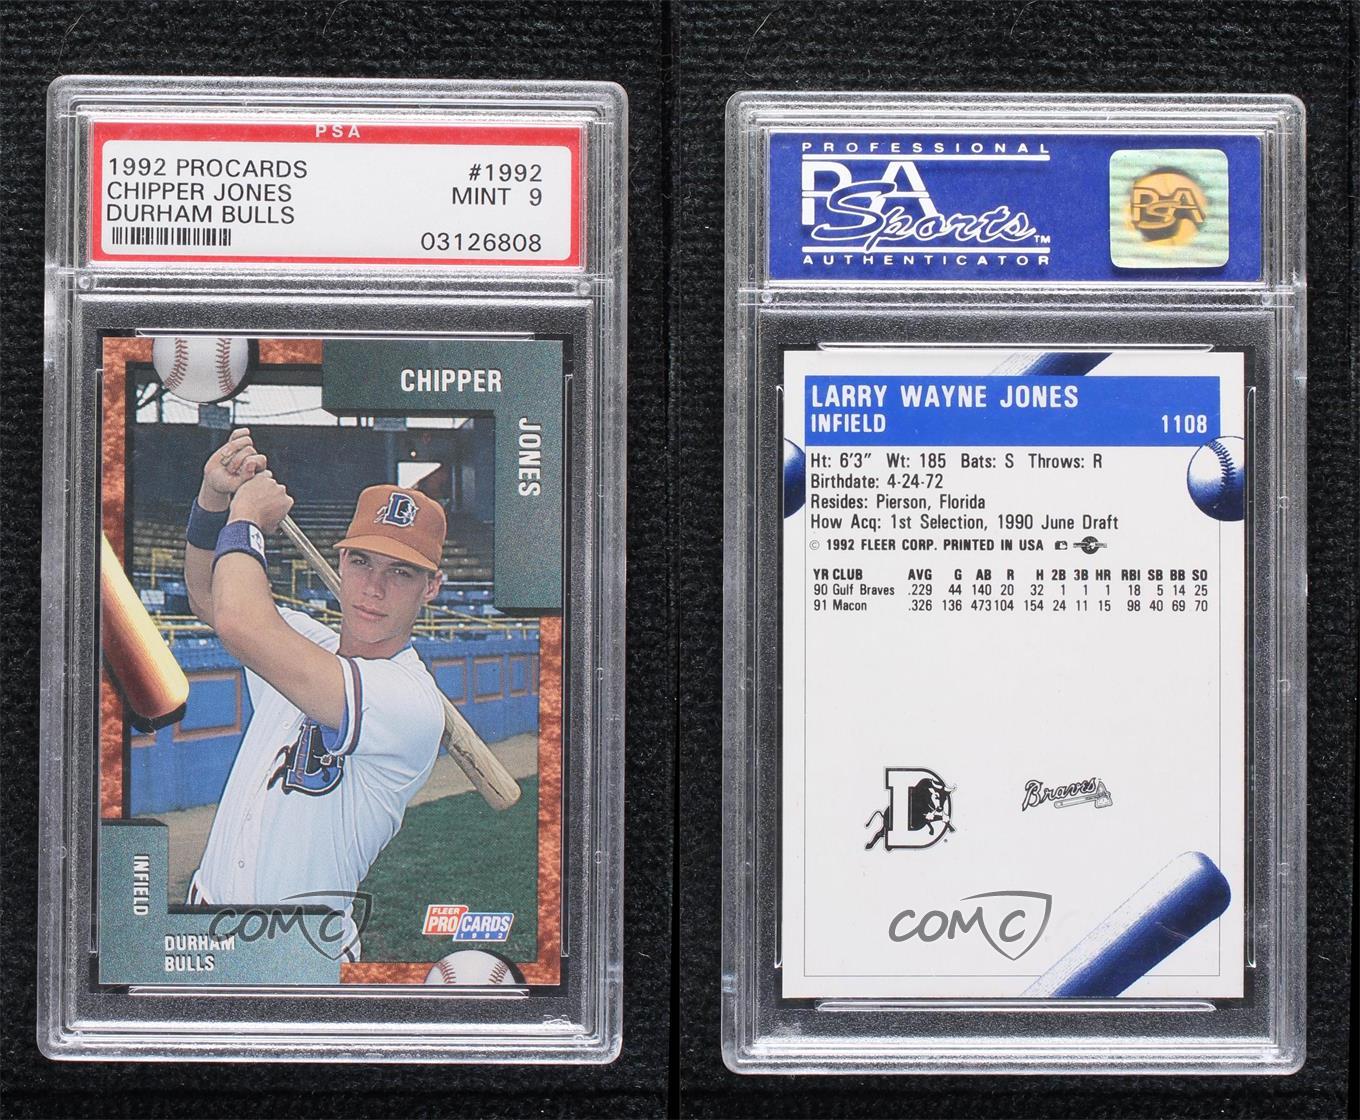 PSA
1992 PROCARDS #1992
CHIPPER JONES MINT 9
DURHAM BULLS
03126808
CHIPPER
JONES
INFIELD
DURHAM
BULLS
FLEER
PRO CARDS
1992
COMC
PROFESSIONAL
PSA
Sports TM
AUTHENTICATOR
PSA
LARRY WAYNE JONES
INFIELD 1108
Ht: 6'3" Wt: 185 Bats: S Throws: R
Birthdate: 4-24-72
Resides: Pierson, Florida
How Acq: 1st Selection, 1990 June Draft
© 1992 FLEER CORP. PRINTED IN USA
YR CLUB AVG G AB R H 2B 3B HR RBI SB BB SO
90 Gulf Braves .229 44 140 20 32 1 1 1 18 5 14 25
91 Macon .326 136 473 104 154 24 11 15 98 40 69 70
D
Braves
COMC